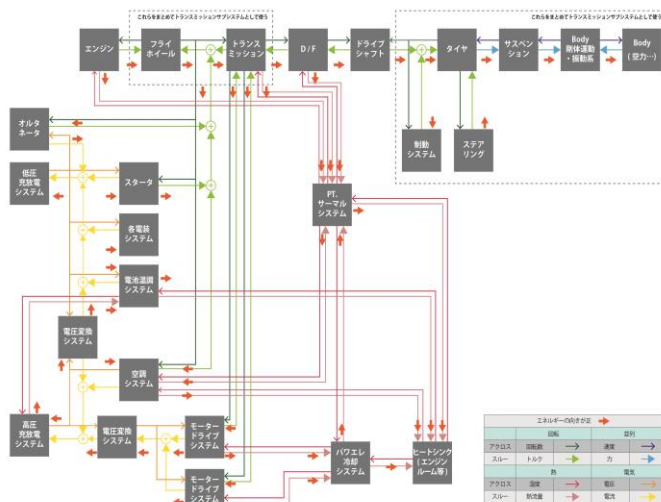 これらをまとめてトランスミッションサブシステムとして使う
これらをまとめてトランスミッションサブシステムとして使う
エンジン
フライ
ホイール
トランス
ミッション
D / F
ドライブ
シャフト
タイヤ
サスペン
ション
Body
剛体運動
・振動系
Body
(空力…)
オルタ
ネータ
制動
システム
ステア
リング
低圧
充放電
システム
スタータ
PT.
サーマル
システム
各電装
システム
電池温調
システム
電圧変換
システム
空調
システム
高圧
充放電
システム
電圧変換
システム
モーター
ドライブ
システム
パワエレ
冷却
システム
ヒートシンク
(エンジン
ルーム等)
モーター
ドライブ
システム
エネルギーの向きが正
回転
並列
アクロス
回転数
速度
スルー
トルク
力
熱
電気
アクロス
温度
電圧
スルー
熱流量
電流